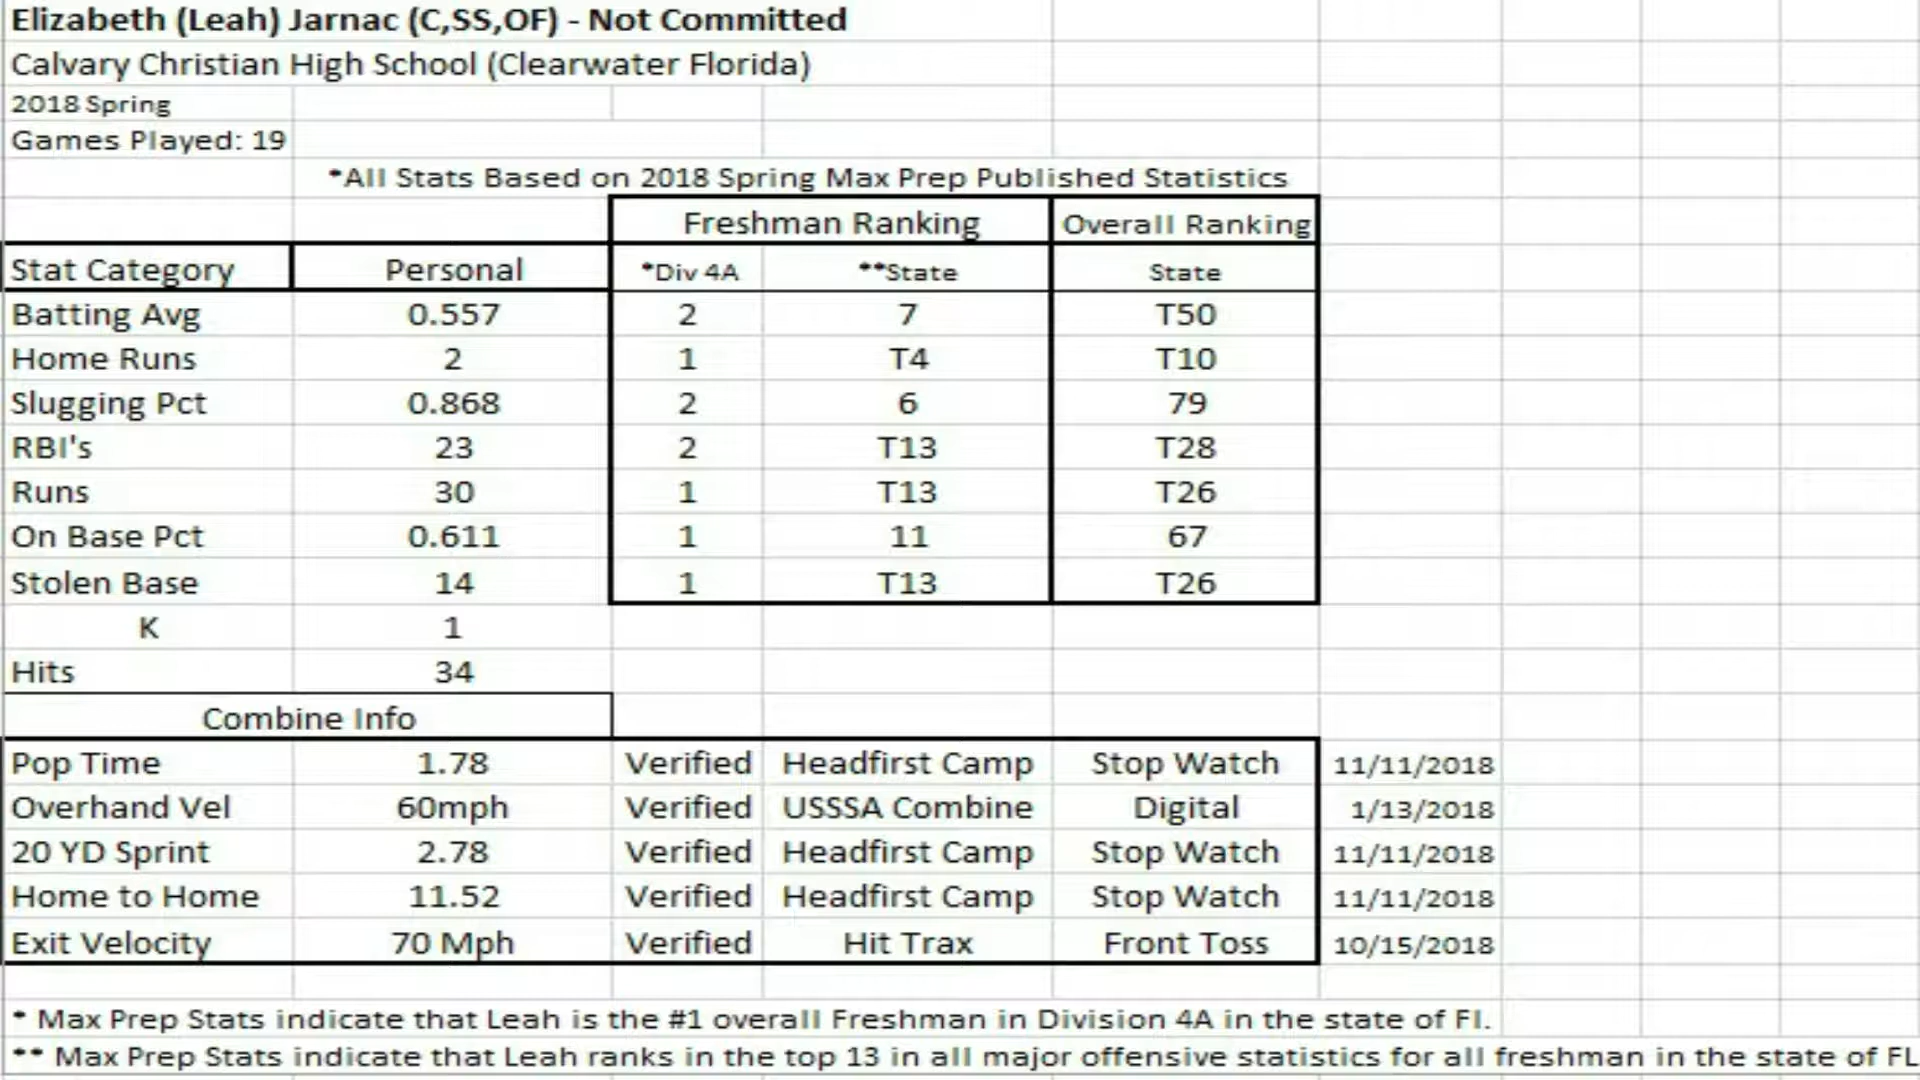 Elizabeth (Leah) Jarnac (C,SS,OF) - Not Committed
Calvary Christian High School (Clearwater Florida)
2018 Spring
Games Played: 19
*All Stats Based on 2018 Spring Max Prep Published Statistics
Freshman Ranking Overall Ranking
Stat Category Personal *Div 4A **State State
Batting Avg 0.557 2 7 T50
Home Runs 2 1 T4 T10
Slugging Pct 0.868 2 6 79
RBI's 23 2 T13 T28
Runs 30 1 T13 T26
On Base Pct 0.611 1 11 67
Stolen Base 14 1 T13 T26
K 1
Hits 34
Combine Info
Pop Time 1.78 Verified Headfirst Camp Stop Watch 11/11/2018
Overhand Vel 60mph Verified USSSA Combine Digital 1/13/2018
20 YD Sprint 2.78 Verified Headfirst Camp Stop Watch 11/11/2018
Home to Home 11.52 Verified Headfirst Camp Stop Watch 11/11/2018
Exit Velocity 70 Mph Verified Hit Trax Front Toss 10/15/2018
* Max Prep Stats indicate that Leah is the #1 overall Freshman in Division 4A in the state of Fl.
** Max Prep Stats indicate that Leah ranks in the top 13 in all major offensive statistics for all freshman in the state of FL